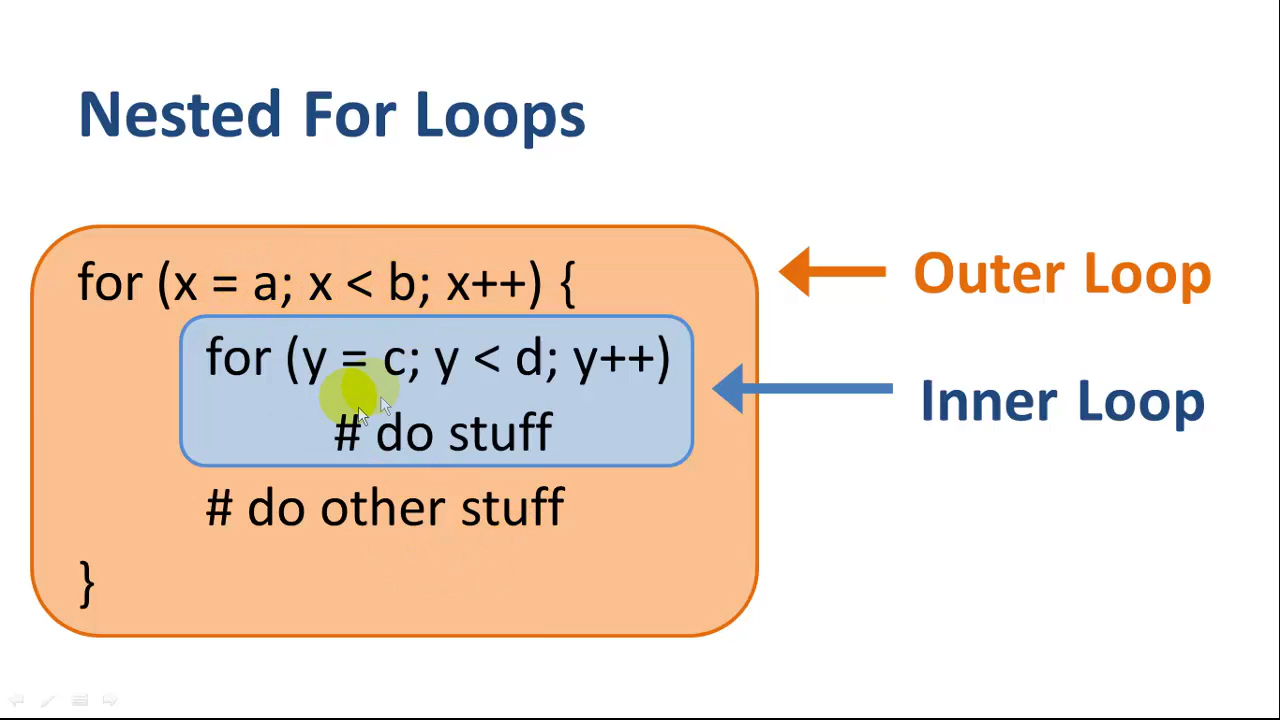 Nested For Loops
for (x = a; x < b; x++) {
Outer Loop
for (y = c; y < d; y++)
Inner Loop
# do stuff
# do other stuff
}